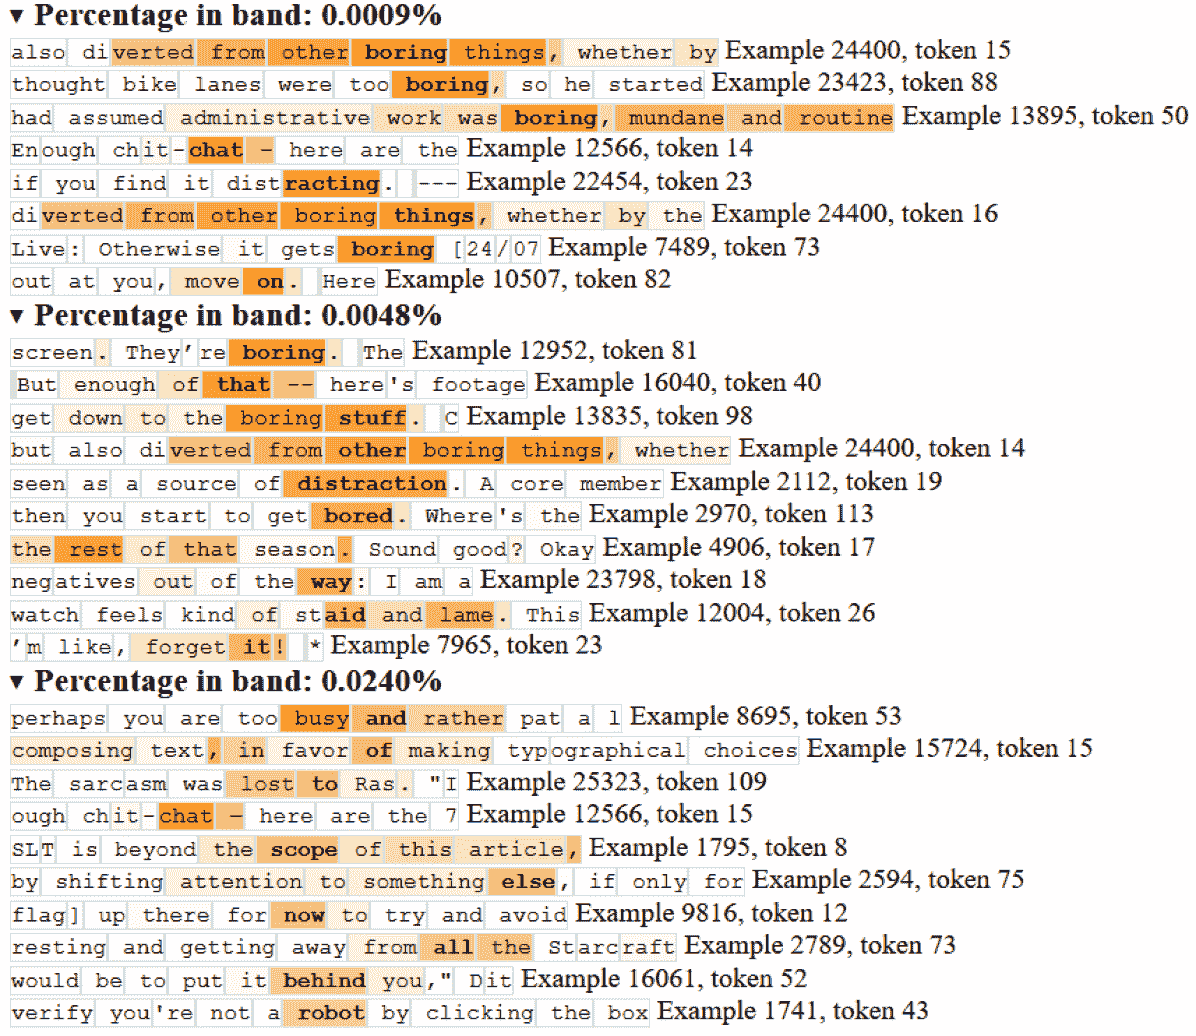 ▼ Percentage in band: 0.0009%
also diverted from other boring things, whether by Example 24400, token 15
thought bike lanes were too boring, so he started Example 23423, token 88
had assumed administrative work was boring, mundane and routine Example 13895, token 50
Enough chit-chat – here are the Example 12566, token 14
if you find it distracting. --- Example 22454, token 23
diverted from other boring things, whether by the Example 24400, token 16
Live: Otherwise it gets boring [24/07 Example 7489, token 73
out at you, move on. Here Example 10507, token 82
▼ Percentage in band: 0.0048%
screen. They’re boring. The Example 12952, token 81
But enough of that -- here's footage Example 16040, token 40
get down to the boring stuff. C Example 13835, token 98
but also diverted from other boring things, whether Example 24400, token 14
seen as a source of distraction. A core member Example 2112, token 19
then you start to get bored. Where's the Example 2970, token 113
the rest of that season. Sound good? Okay Example 4906, token 17
negatives out of the way: I am a Example 23798, token 18
watch feels kind of staid and lame. This Example 12004, token 26
’m like, forget it! * Example 7965, token 23
▼ Percentage in band: 0.0240%
perhaps you are too busy and rather pat a l Example 8695, token 53
composing text, in favor of making typographical choices Example 15724, token 15
The sarcasm was lost to Ras. "I Example 25323, token 109
ough chit-chat – here are the 7 Example 12566, token 15
SLT is beyond the scope of this article, Example 1795, token 8
by shifting attention to something else, if only for Example 2594, token 75
flag] up there for now to try and avoid Example 9816, token 12
resting and getting away from all the Starcraft Example 2789, token 73
would be to put it behind you," Dit Example 16061, token 52
verify you're not a robot by clicking the box Example 1741, token 43